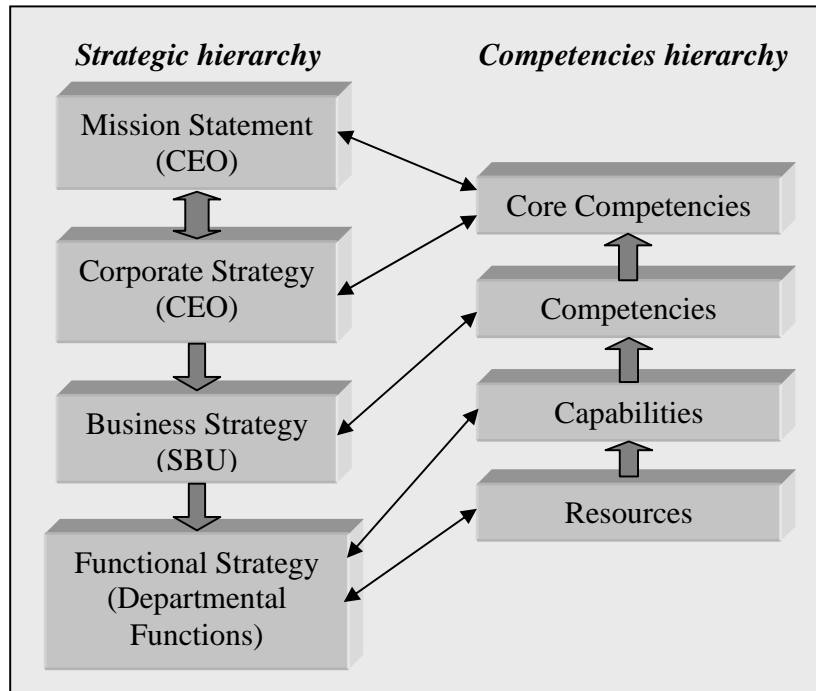 Strategic hierarchy
Mission Statement
(CEO)
Corporate Strategy
(CEO)
Business Strategy
(SBU)
Functional Strategy
(Departmental
Functions)
Competencies hierarchy
Core Competencies
Competencies
Capabilities
Resources